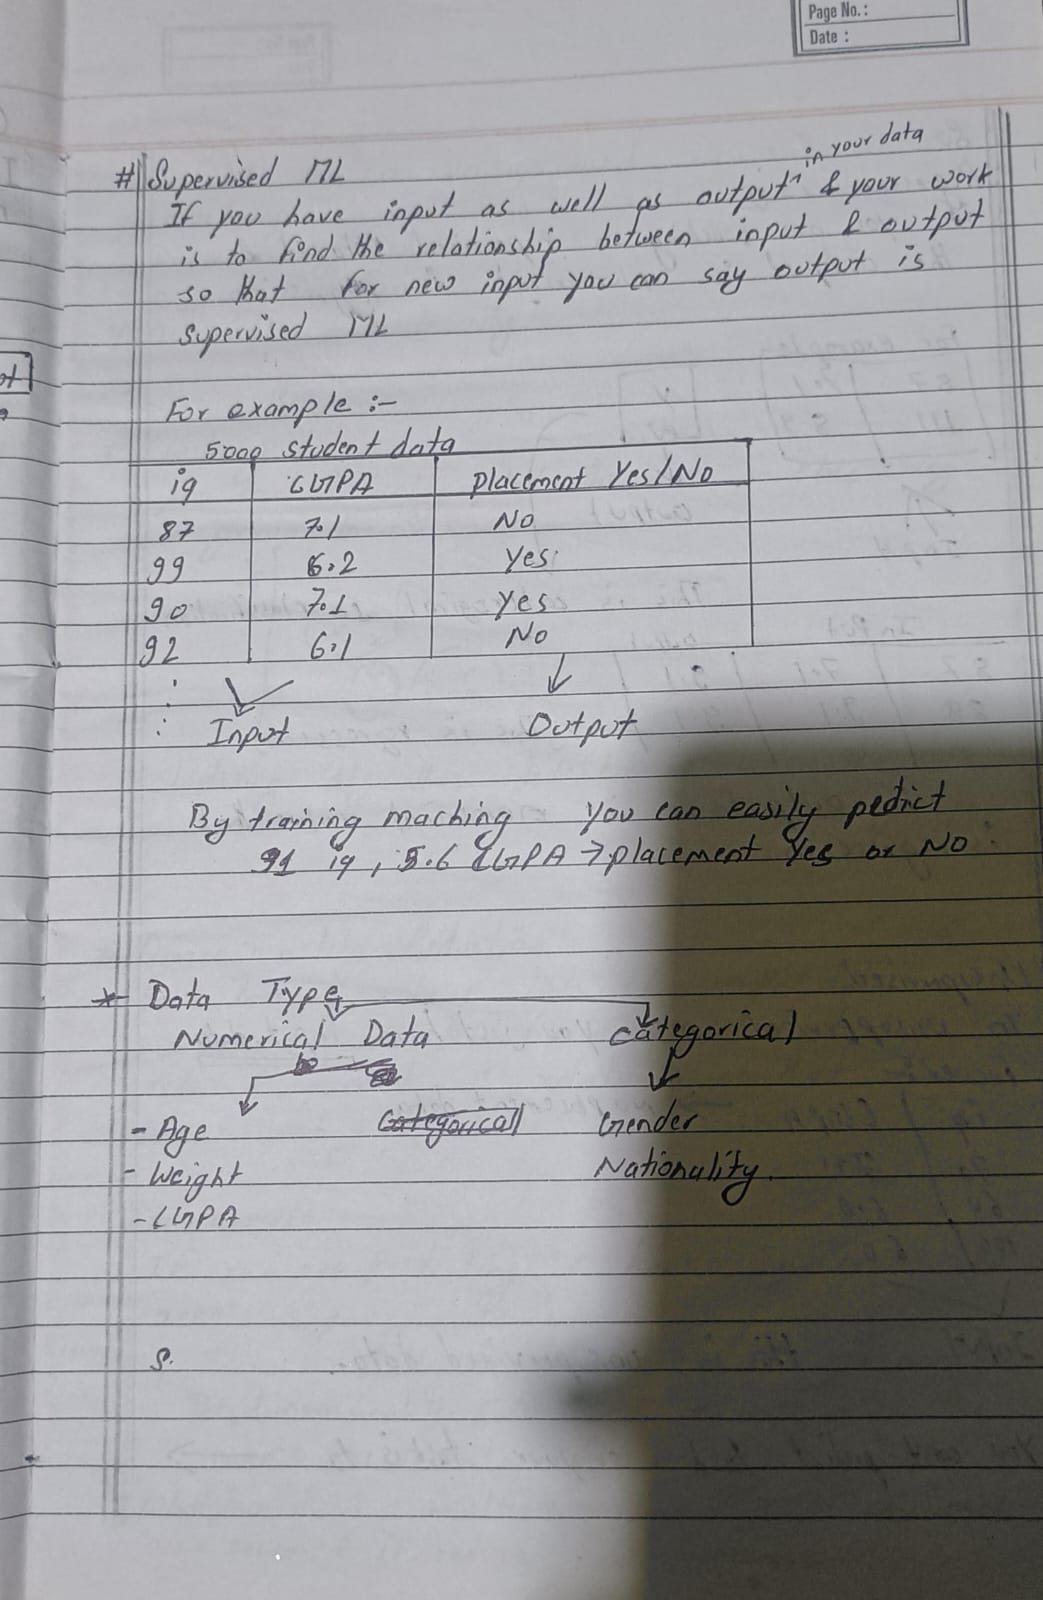 Page No. :
Date :
# Supervised ML
in your data
If you have input as well as output & your work
is to find the relationship between input & output
so that for new input you can say output is
supervised ML
For example :-
5000 student data
iq CGPA placement Yes/No
87 7.1 No
99 6.2 Yes
90 7.1 Yes
92 6.1 No
Input Output
By training maching you can easily pedict
91 iq, 5.6 CGPA → placement Yes or No
* Data Type
Numerical Data Categorical
- Age Categorical Gender
- Weight Nationality.
- CGPA
S.